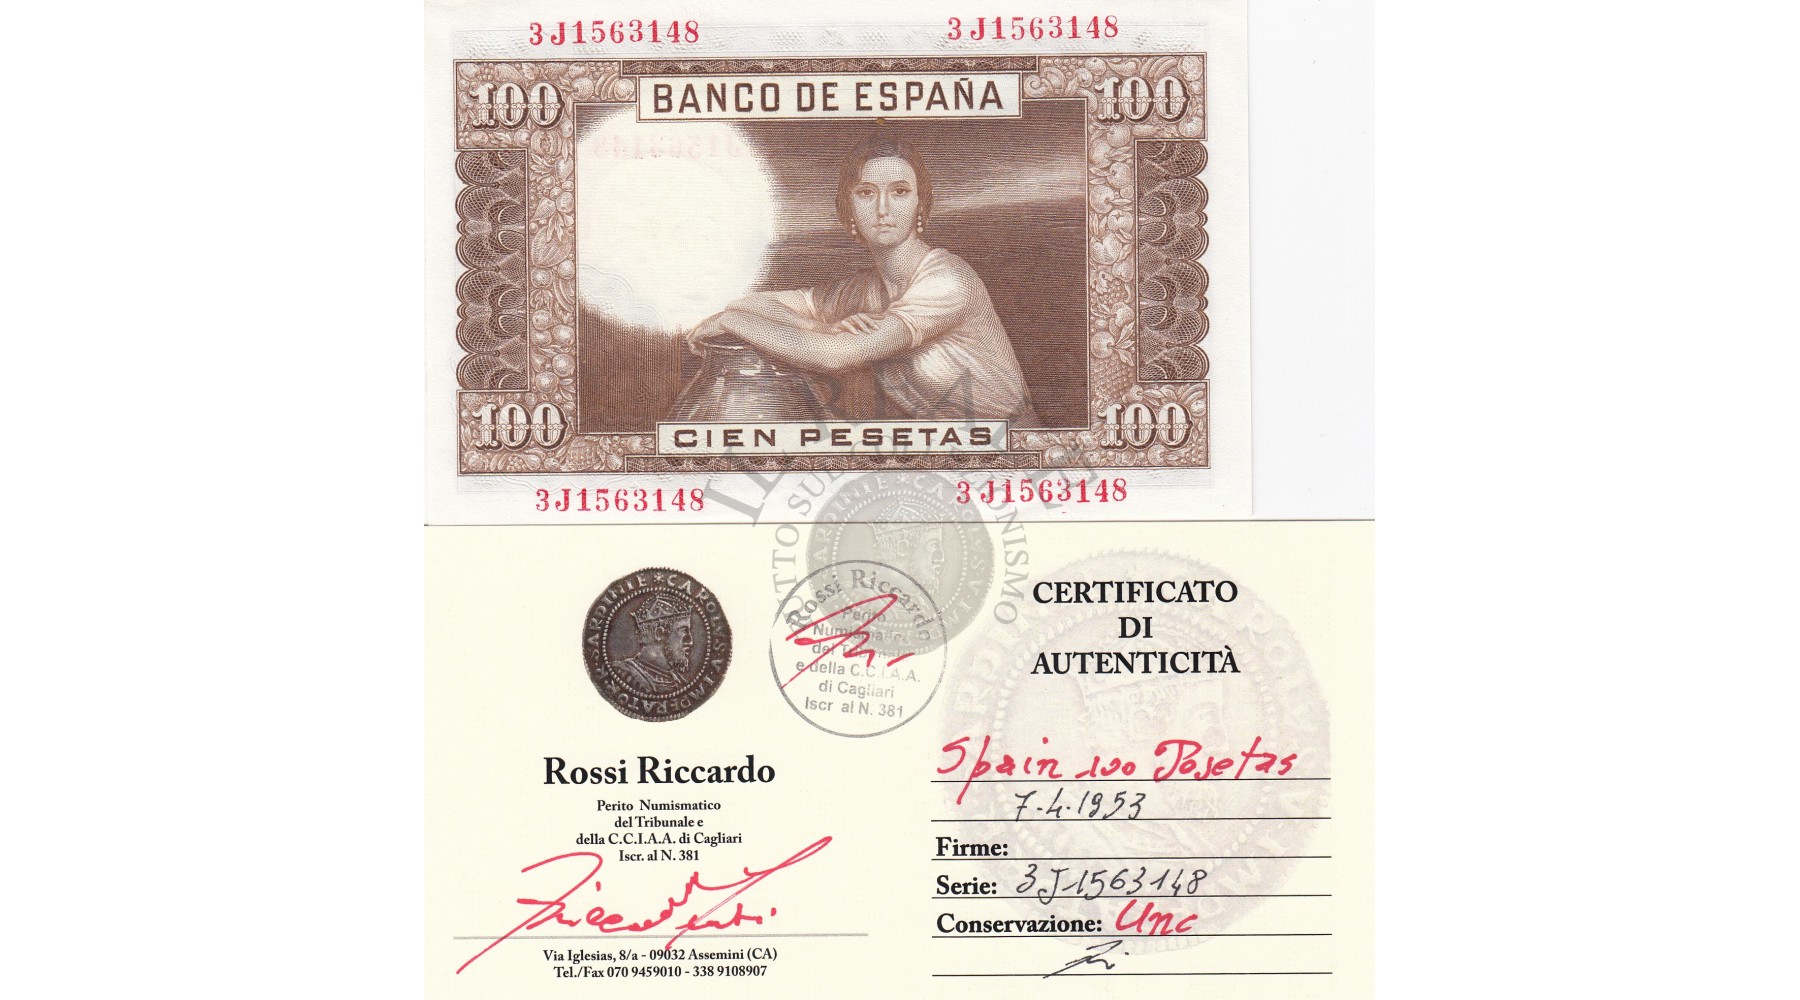 3J1563148 3J1563148
100 BANCO DE ESPAÑA 100
100 CIEN PESETAS 100
3J1563148 3J1563148
TUTTO SUL COLLEZIONISMO
SARDINIE * CAROLVS V IMPERATOR
Rossi Riccardo
Perito
Numismatico
del Tribunale
e della C.C.I.A.A.
di Cagliari
Iscr al N. 381
CERTIFICATO
DI
AUTENTICITÀ
Rossi Riccardo
Perito Numismatico
del Tribunale e
della C.C.I.A.A. di Cagliari
Iscr. al N. 381
Via Iglesias, 8/a - 09032 Assemini (CA)
Tel./Fax 070 9459010 - 338 9108907
Spain 100 Pesetas
7.4.1953
Firme:
Serie: 3J1563148
Conservazione: Unc